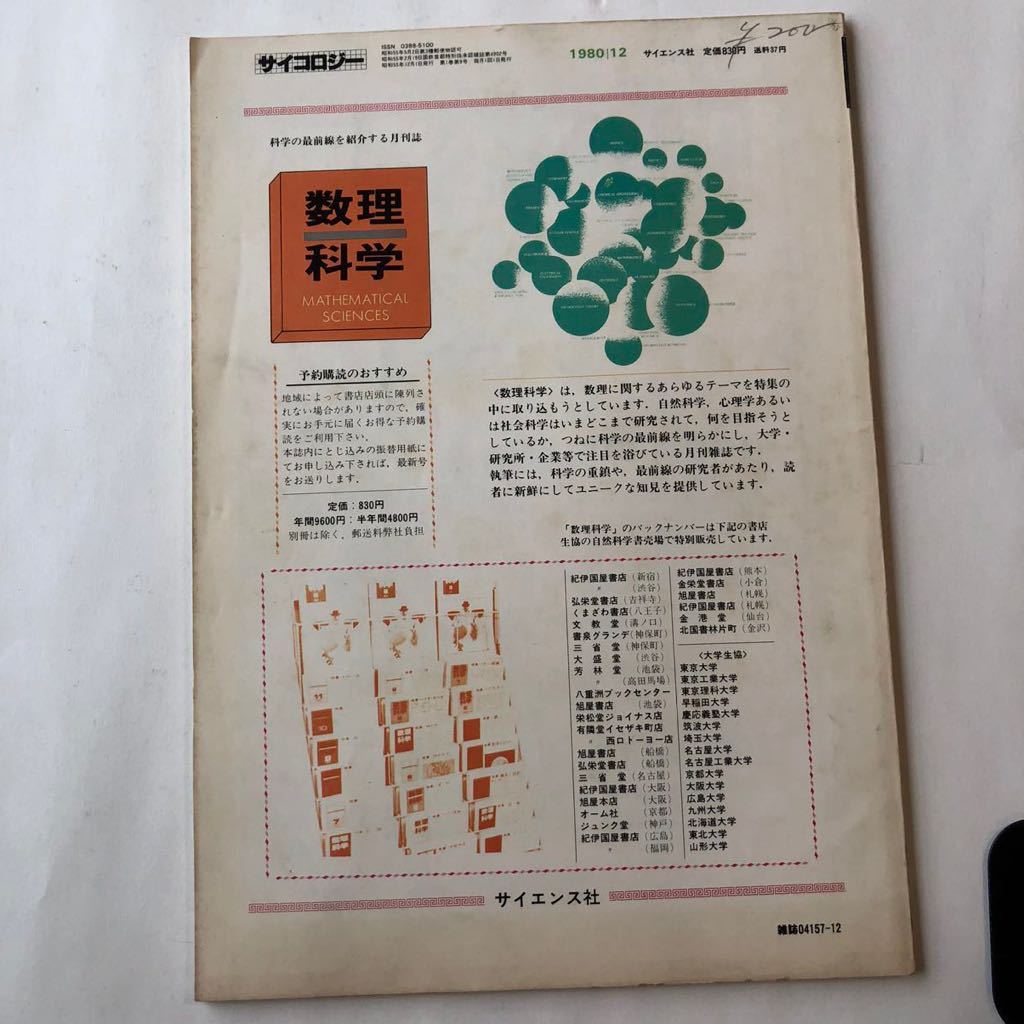 サイコロジー
ISSN 0388-5100
1980|12
サイエンス社 定価830円 送料37円
¥200
科学の最前線を紹介する月刊誌
数理
科学
MATHEMATICAL
SCIENCES
予約購読のおすすめ
地域によって書店店頭に陳列さ
れない場合がありますので、確
実にお手元に届くお得な予約購
読をご利用下さい。
本誌内にとじ込みの振替用紙に
てお申し込み下されば、最新号
をお送りします。
定価:830円
年間9600円:半年間4800円
別冊は除く、郵送料弊社負担
〈数理科学〉は、数理に関するあらゆるテーマを特集の
中に取り込もうとしています。自然科学、心理学あるい
は社会科学はいまどこまで研究されて、何を目指そうと
しているか、つねに科学の最前線を明らかにし、大学・
研究所・企業等で注目を浴びている月刊雑誌です。
執筆には、科学の重鎮や、最前線の研究者があたり、読
者に新鮮にしてユニークな知見を提供しています。
「数理科学」のバックナンバーは下記の書店
生協の自然科学書売場で特別販売しています。
紀伊国屋書店(新宿)
〃 (渋谷)
弘栄堂書店(吉祥寺)
くまざわ書店(八王子)
文教堂(溝ノ口)
書泉グランデ(神保町)
三省堂(神保町)
大盛堂(渋谷)
芳林堂(池袋)
〃 (高田馬場)
八重洲ブックセンター
旭屋書店(池袋)
栄松堂ジョイナス店
有隣堂イセザキ町店
〃 西口トーヨー店
旭屋書店(船橋)
弘栄堂書店(船橋)
三省堂(名古屋)
紀伊国屋書店(大阪)
旭屋本店(大阪)
オーム社(京都)
ジュンク堂(神戸)
紀伊国屋書店(広島)
〃 (福岡)
紀伊国屋書店(熊本)
金栄堂書店(小倉)
旭屋書店(札幌)
紀伊国屋書店(札幌)
金港堂(仙台)
北国書林片町(金沢)
〈大学生協〉
東京大学
東京工業大学
東京理科大学
早稲田大学
慶応義塾大学
筑波大学
埼玉大学
名古屋大学
名古屋工業大学
京都大学
大阪大学
広島大学
九州大学
北海道大学
東北大学
山形大学
サイエンス社
雑誌04157-12